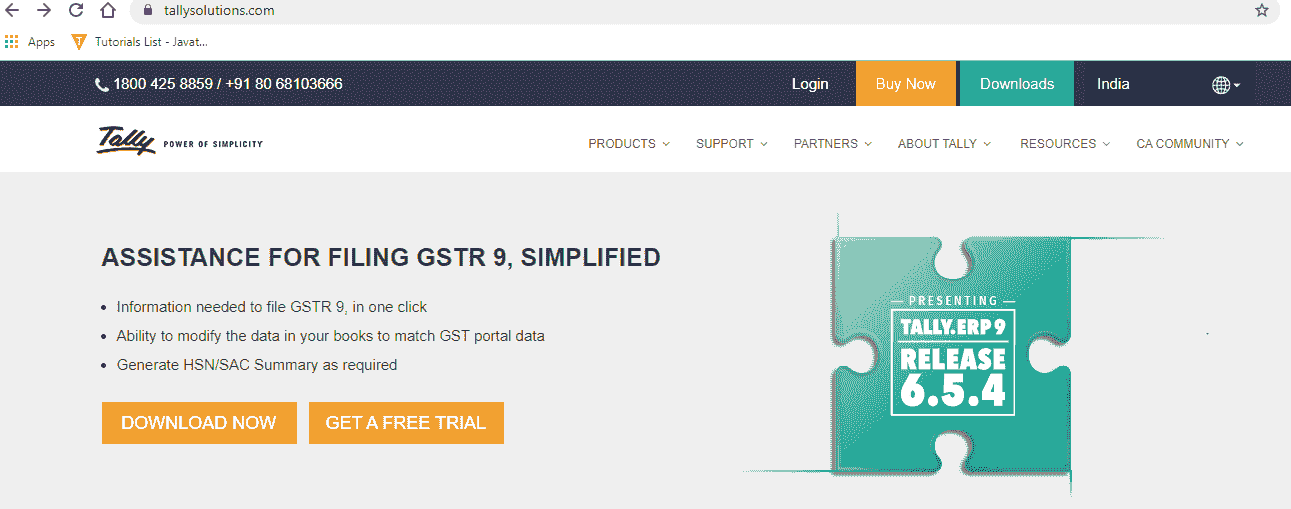 tallysolutions.com
Apps Tutorials List - Javat...
1800 425 8859 / +91 80 68103666 Login Buy Now Downloads India
Tally POWER OF SIMPLICITY PRODUCTS SUPPORT PARTNERS ABOUT TALLY RESOURCES CA COMMUNITY
ASSISTANCE FOR FILING GSTR 9, SIMPLIFIED
Information needed to file GSTR 9, in one click
Ability to modify the data in your books to match GST portal data
Generate HSN/SAC Summary as required
DOWNLOAD NOW GET A FREE TRIAL
PRESENTING
TALLY.ERP 9
RELEASE
6.5.4